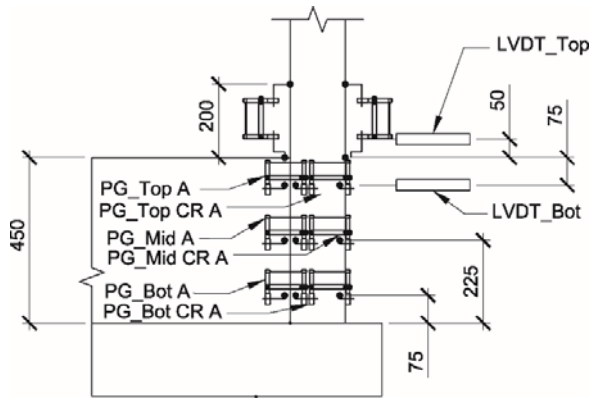 LVDT_Top
200
50
75
PG_Top A
PG_Top CR A
LVDT_Bot
PG_Mid A
PG_Mid CR A
450
225
PG_Bot A
PG_Bot CR A
75